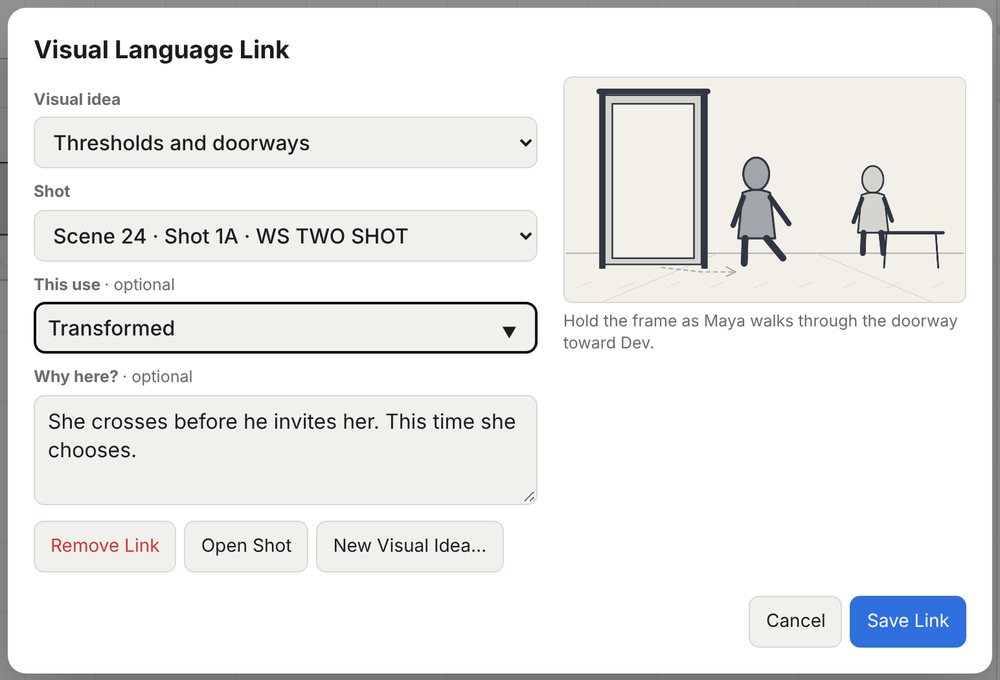 Visual Language Link
Visual idea
Thresholds and doorways
Shot
Scene 24 · Shot 1A · WS TWO SHOT
This use · optional
Transformed
Why here? · optional
She crosses before he invites her. This time she
chooses.
Remove Link
Open Shot
New Visual Idea...
Hold the frame as Maya walks through the doorway
toward Dev.
Cancel
Save Link